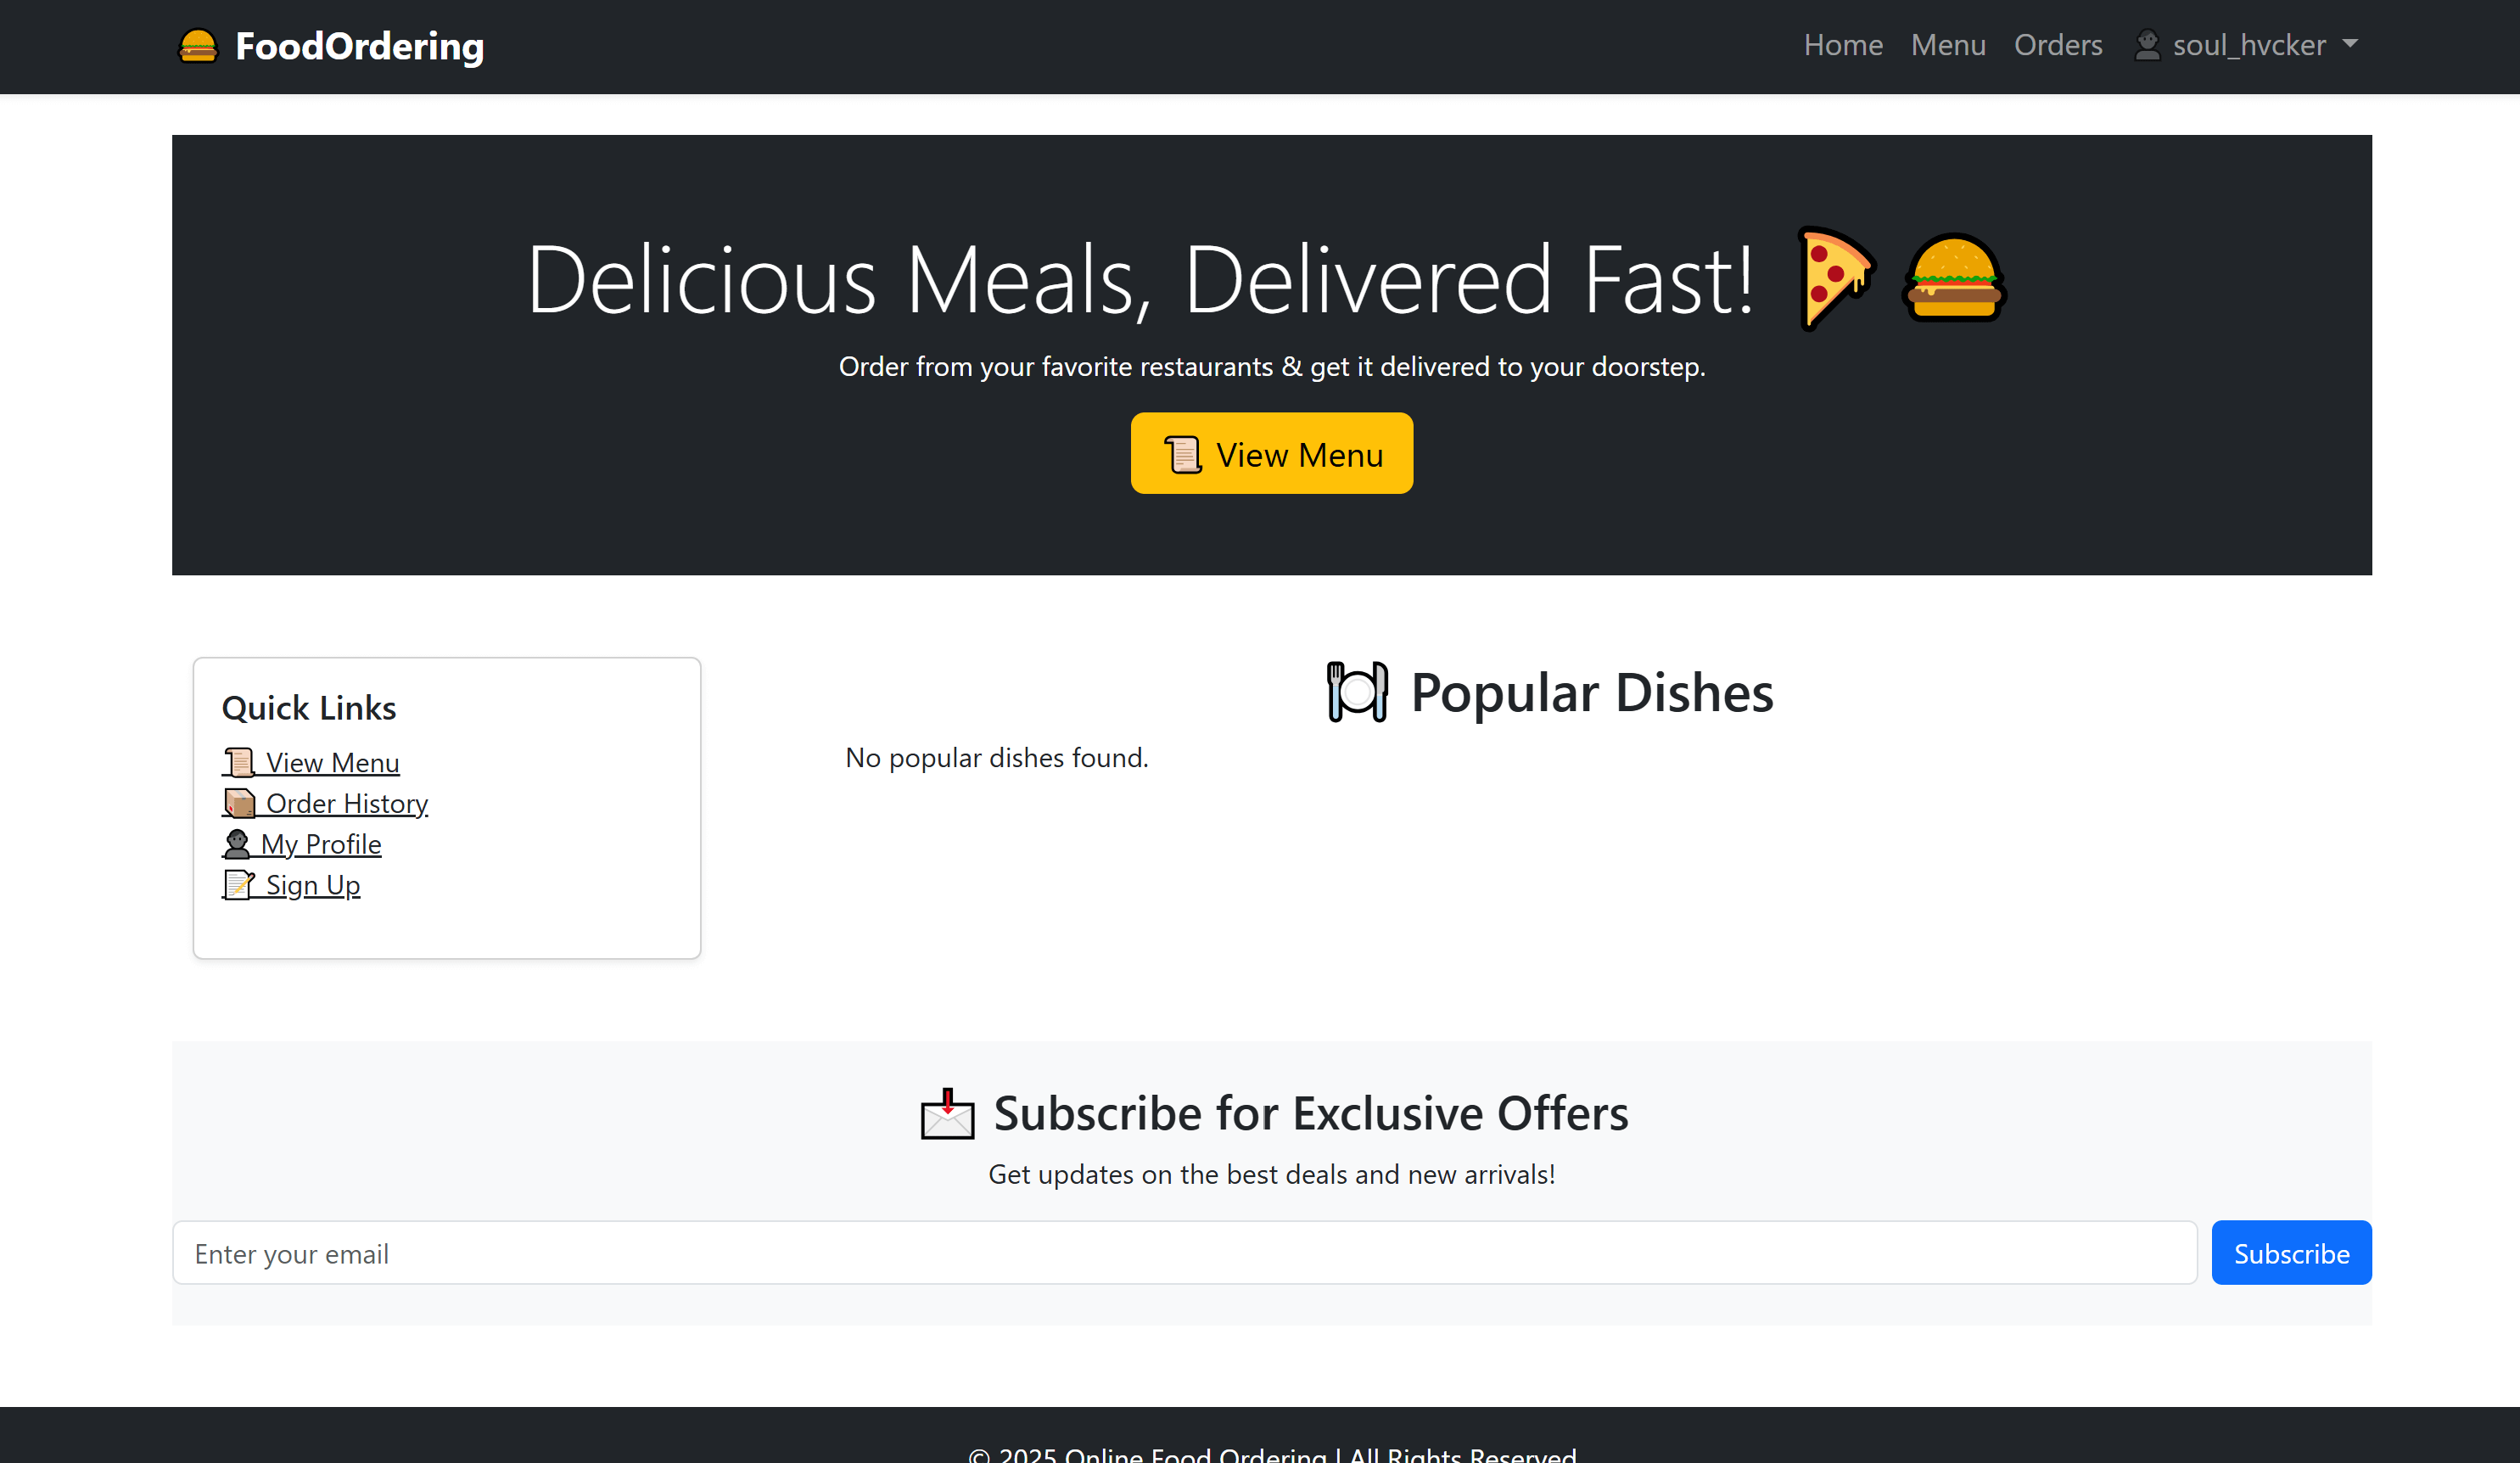 FoodOrdering
Home Menu Orders soul_hvcker
Delicious Meals, Delivered Fast!
Order from your favorite restaurants & get it delivered to your doorstep.
View Menu
Quick Links
View Menu
Order History
My Profile
Sign Up
Popular Dishes
No popular dishes found.
Subscribe for Exclusive Offers
Get updates on the best deals and new arrivals!
Enter your email
Subscribe
© 2025 Online Food Ordering | All Rights Reserved